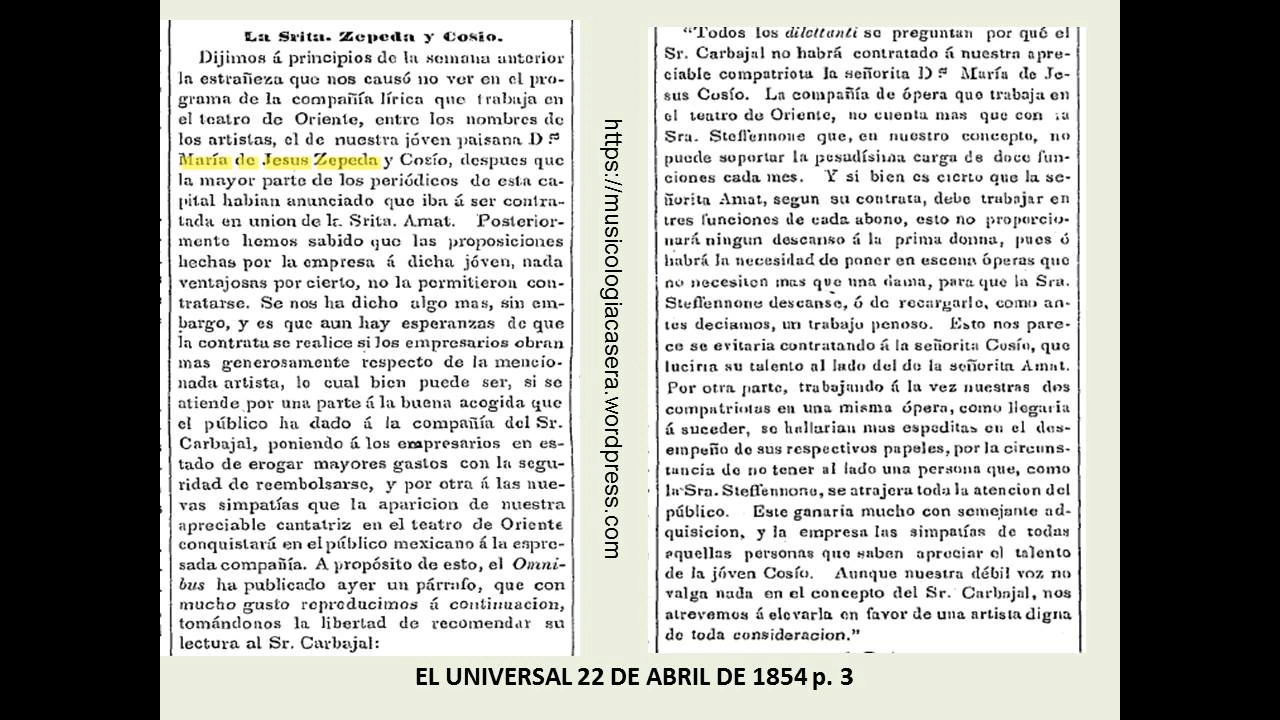 La Srita. Zepeda y Cosío.
Dijimos á principios de la semana anterior
la estrañeza que nos causó no ver en el pro-
grama de la compañía lírica que trabaja en
el teatro de Oriente, entre los nombres de
los artistas, el de nuestra jóven paisana D.ª
María de Jesus Zepeda y Cosío, despues que
la mayor parte de los periódicos de esta ca-
pital habian anunciado que iba á ser contra-
tada en union de la Srita. Amat. Posterior-
mente hemos sabido que las proposiciones
hechas por la empresa á dicha jóven, nada
ventajosas por cierto, no la permitieron con-
tratarse. Se nos ha dicho algo mas, sin em-
bargo, y es que aun hay esperanzas de que
la contrata se realice si los empresarios obran
mas generosamente respecto de la mencio-
nada artista, lo cual bien puede ser, si se
atiende por una parte á la buena acogida que
el público ha dado á la compañía del Sr.
Carbajal, poniendo á los empresarios en es-
tado de erogar mayores gastos con la segu-
ridad de reembolsarse, y por otra á las nue-
vas simpatías que la aparicion de nuestra
apreciable cantatriz en el teatro de Oriente
conquistará en el público mexicano á la espre-
sada compañía. A propósito de esto, el Omni-
bus ha publicado ayer un párrafo, que con
mucho gusto reproducimos á continuacion,
tomándonos la libertad de recomendar su
lectura al Sr. Carbajal:
https://musicologiacasera.wordpress.com
“Todos los dilettanti se preguntan por qué el
Sr. Carbajal no habrá contratado á nuestra apre-
ciable compatriota la señorita D.ª María de Je-
sus Cosío. La compañía de ópera que trabaja en
el teatro de Oriente, no cuenta mas que con la
Sra. Steffennone que, en nuestro concepto, no
puede soportar la pesadísima carga de doce fun-
ciones cada mes. Y si bien es cierto que la se-
ñorita Amat, segun su contrata, debe trabajar en
tres funciones de cada abono, esto no proporcio-
nará ningun descanso á la prima donna, pues ó
habrá la necesidad de poner en escena óperas que
no necesiten mas que una dama, para que la Sra.
Steffennone descanse, ó de recargarle, como an-
tes deciamos, un trabajo penoso. Esto nos pare-
ce se evitaria contratando á la señorita Cosío, que
luciria su talento al lado del de la señorita Amat.
Por otra parte, trabajando á la vez nuestras dos
compatriotas en una misma ópera, como llegaria
á suceder, se hallarian mas espeditas en el des-
empeño de sus respectivos papeles, por la circuns-
tancia de no tener al lado una persona que, como
la Sra. Steffennone, se atrajera toda la atencion del
público. Este ganaria mucho con semejante ad-
quisicion, y la empresa las simpatías de todas
aquellas personas que saben apreciar el talento
de la jóven Cosío. Aunque nuestra débil voz no
valga nada en el concepto del Sr. Carbajal, nos
atrevemos á elevarla en favor de una artista digna
de toda consideracion.”
EL UNIVERSAL 22 DE ABRIL DE 1854 p. 3